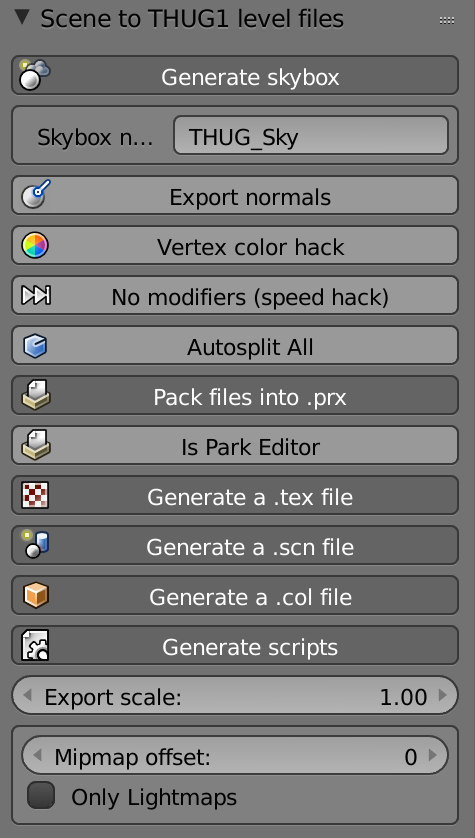 Scene to THUG1 level files
Generate skybox
Skybox n... THUG_Sky
Export normals
Vertex color hack
No modifiers (speed hack)
Autosplit All
Pack files into .prx
Is Park Editor
Generate a .tex file
Generate a .scn file
Generate a .col file
Generate scripts
Export scale: 1.00
Mipmap offset: 0
Only Lightmaps